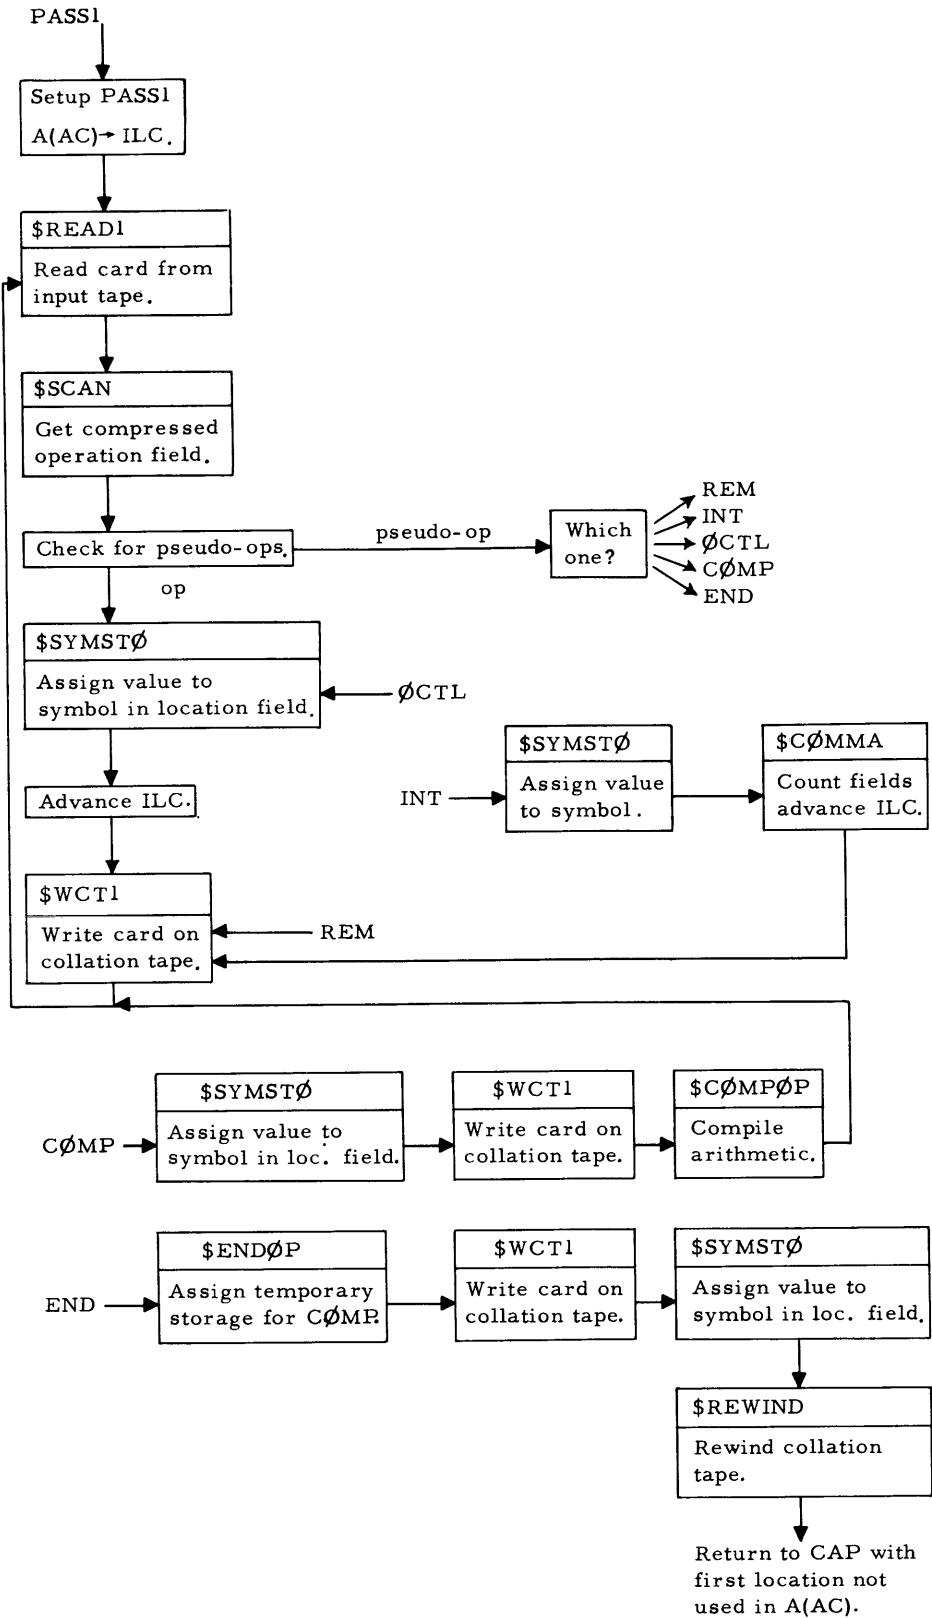 PASS1
Setup PASS1
A(AC)→ ILC.
$READ1
Read card from
input tape.
$SCAN
Get compressed
operation field.
Check for pseudo-ops.
pseudo-op
Which
one?
REM
INT
ØCTL
CØMP
END
op
$SYMSTØ
Assign value to
symbol in location field.
ØCTL
Advance ILC.
INT
$SYMSTØ
Assign value
to symbol.
$CØMMA
Count fields
advance ILC.
$WCT1
Write card on
collation tape.
REM
CØMP
$SYMSTØ
Assign value to
symbol in loc. field.
$WCT1
Write card on
collation tape.
$CØMPØP
Compile
arithmetic.
END
$ENDØP
Assign temporary
storage for CØMP.
$WCT1
Write card on
collation tape.
$SYMSTØ
Assign value to
symbol in loc. field.
$REWIND
Rewind collation
tape.
Return to CAP with
first location not
used in A(AC).